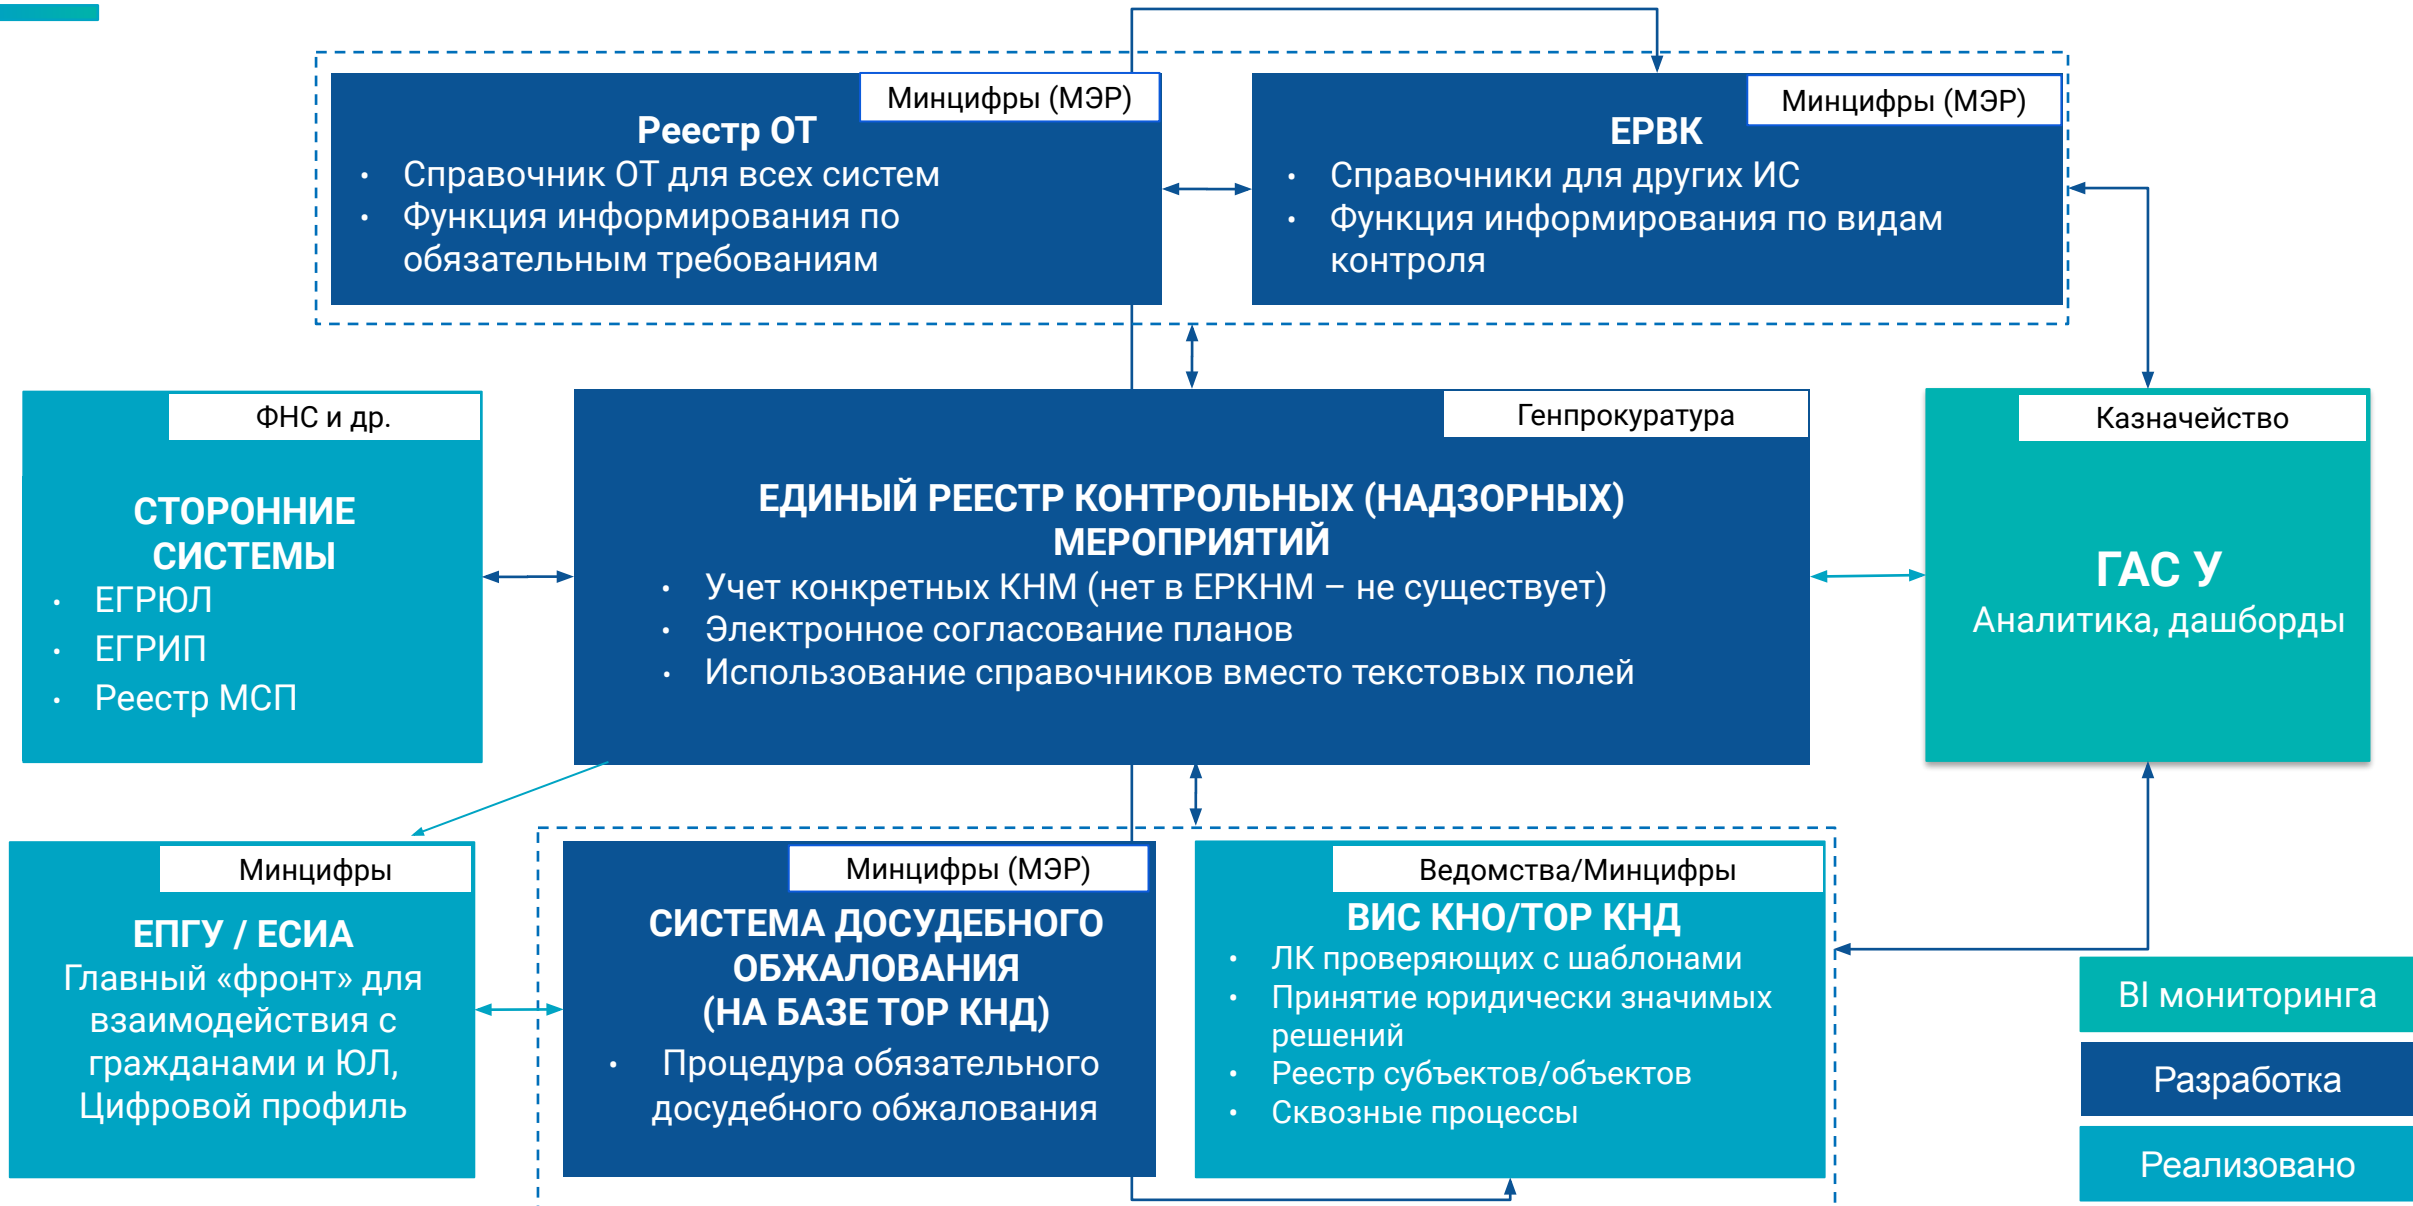 Минцифры (МЭР)
Реестр ОТ
• Справочник ОТ для всех систем
• Функция информирования по
обязательным требованиям
Минцифры (МЭР)
ЕРВК
• Справочники для других ИС
• Функция информирования по видам
контроля
ФНС и др.
СТОРОННИЕ
СИСТЕМЫ
• ЕГРЮЛ
• ЕГРИП
• Реестр МСП
Генпрокуратура
ЕДИНЫЙ РЕЕСТР КОНТРОЛЬНЫХ (НАДЗОРНЫХ)
МЕРОПРИЯТИЙ
• Учет конкретных КНМ (нет в ЕРКНМ – не существует)
• Электронное согласование планов
• Использование справочников вместо текстовых полей
Казначейство
ГАС У
Аналитика, дашборды
Минцифры
ЕПГУ / ЕСИА
Главный «фронт» для
взаимодействия с
гражданами и ЮЛ,
Цифровой профиль
Минцифры (МЭР)
СИСТЕМА ДОСУДЕБНОГО
ОБЖАЛОВАНИЯ
(НА БАЗЕ ТОР КНД)
• Процедура обязательного
досудебного обжалования
Ведомства/Минцифры
ВИС КНО/ТОР КНД
• ЛК проверяющих с шаблонами
• Принятие юридически значимых
решений
• Реестр субъектов/объектов
• Сквозные процессы
BI мониторинга
Разработка
Реализовано